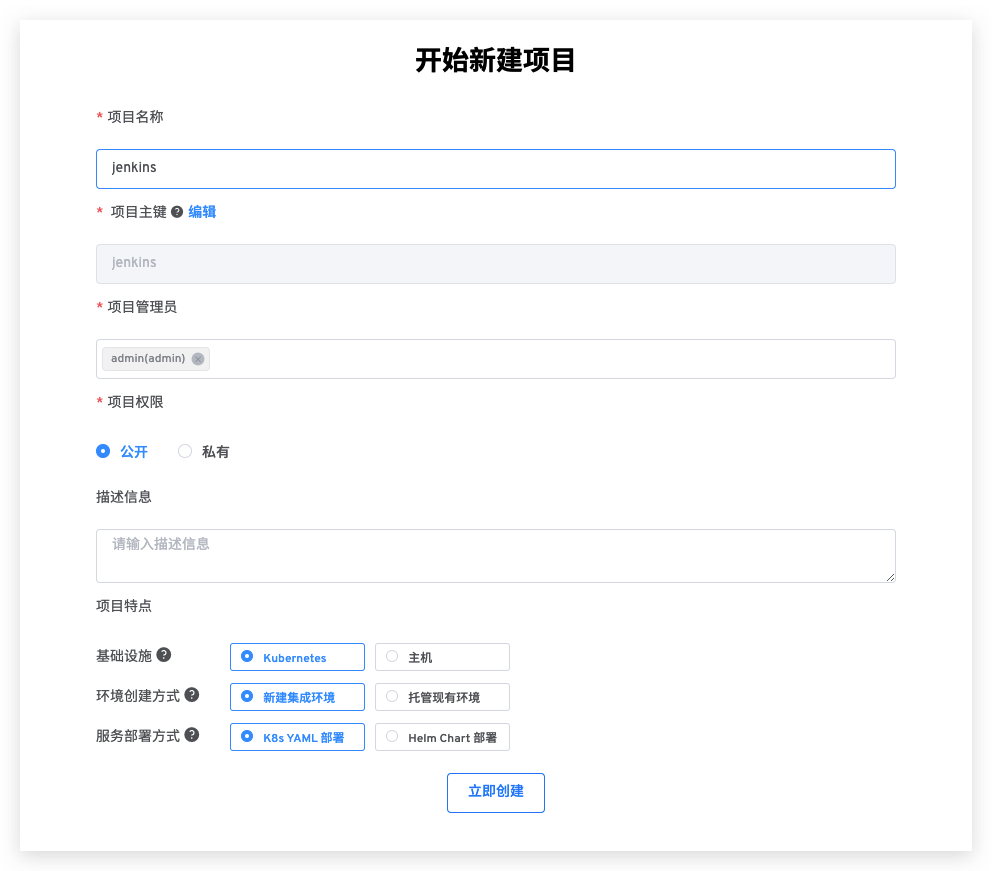 开始新建项目
* 项目名称
jenkins
* 项目主键 ? 编辑
jenkins
* 项目管理员
admin(admin)
* 项目权限
公开 私有
描述信息
请输入描述信息
项目特点
基础设施 ? Kubernetes 主机
环境创建方式 ? 新建集成环境 托管现有环境
服务部署方式 ? K8s YAML 部署 Helm Chart 部署
立即创建